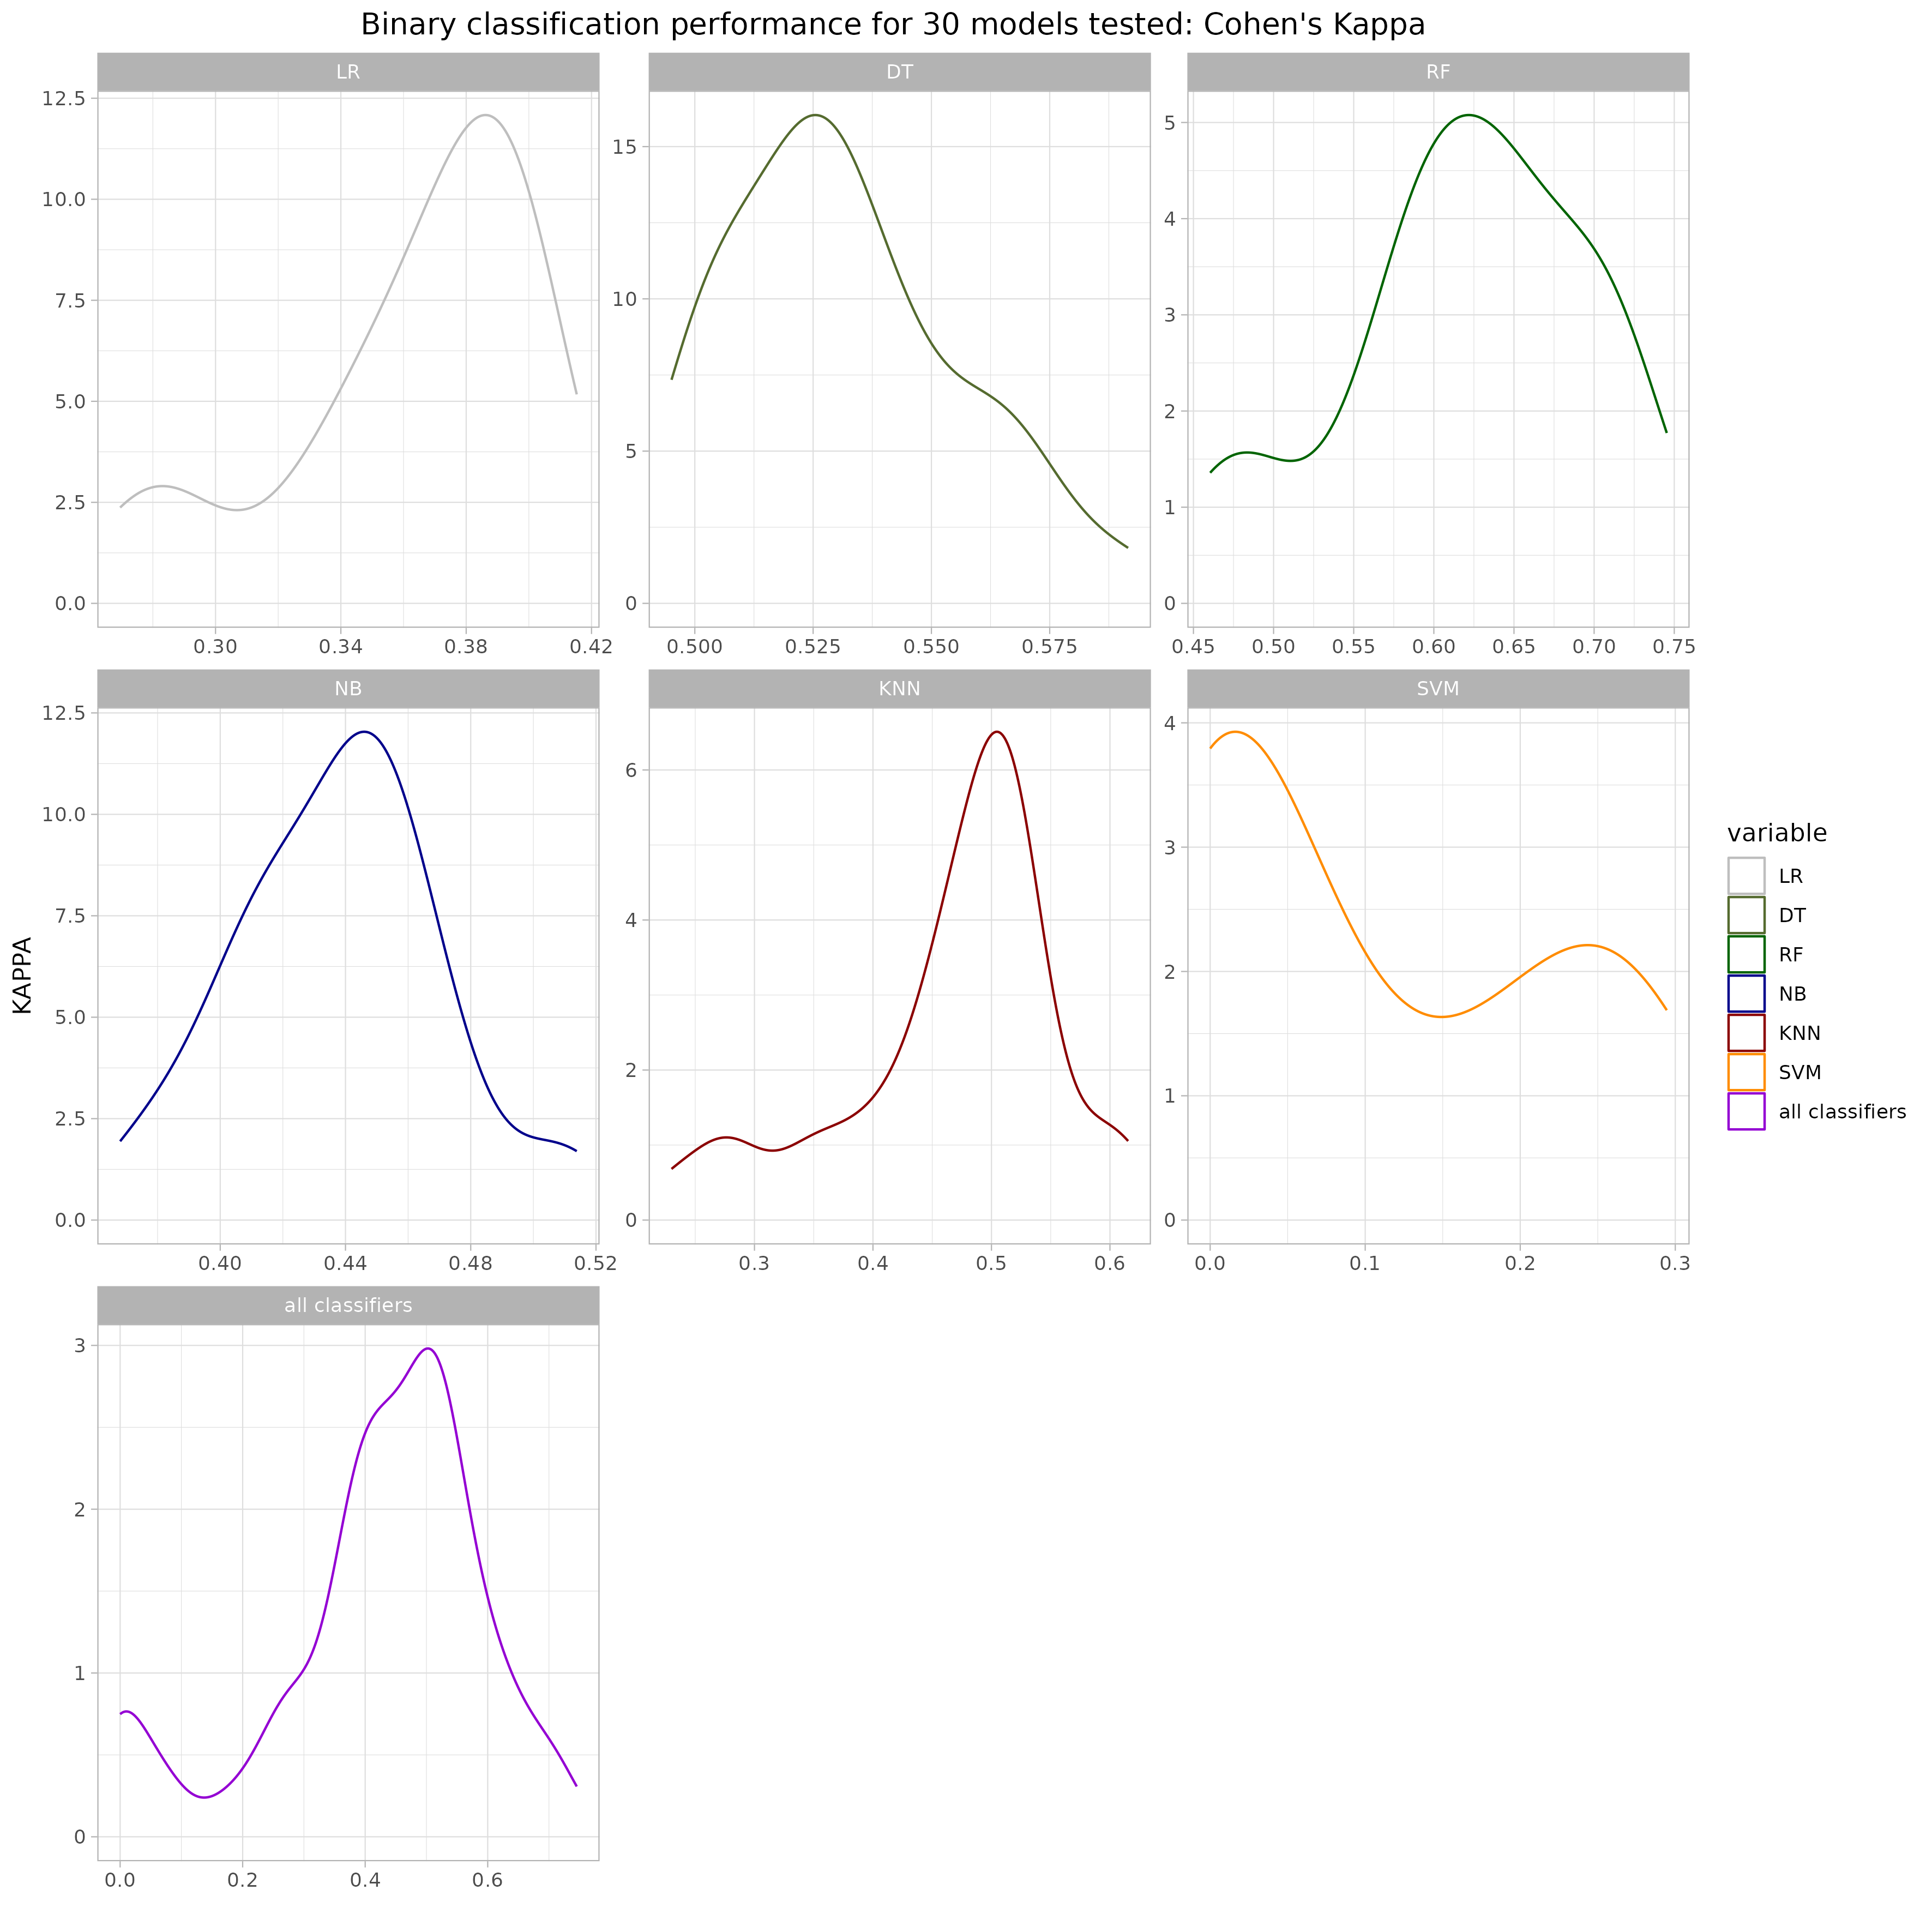 Binary classification performance for 30 models tested: Cohen's Kappa
LR
DT
RF
12.5
10.0
7.5
5.0
2.5
0.0
15
10
5
0
5
4
3
2
1
0
0.30 0.34 0.38 0.42
0.500 0.525 0.550 0.575
0.45 0.50 0.55 0.60 0.65 0.70 0.75
NB
KNN
SVM
12.5
10.0
7.5
5.0
2.5
0.0
6
4
2
0
4
3
2
1
0
0.40 0.44 0.48 0.52
0.3 0.4 0.5 0.6
0.0 0.1 0.2 0.3
KAPPA
all classifiers
3
2
1
0
0.0 0.2 0.4 0.6
variable
LR
DT
RF
NB
KNN
SVM
all classifiers